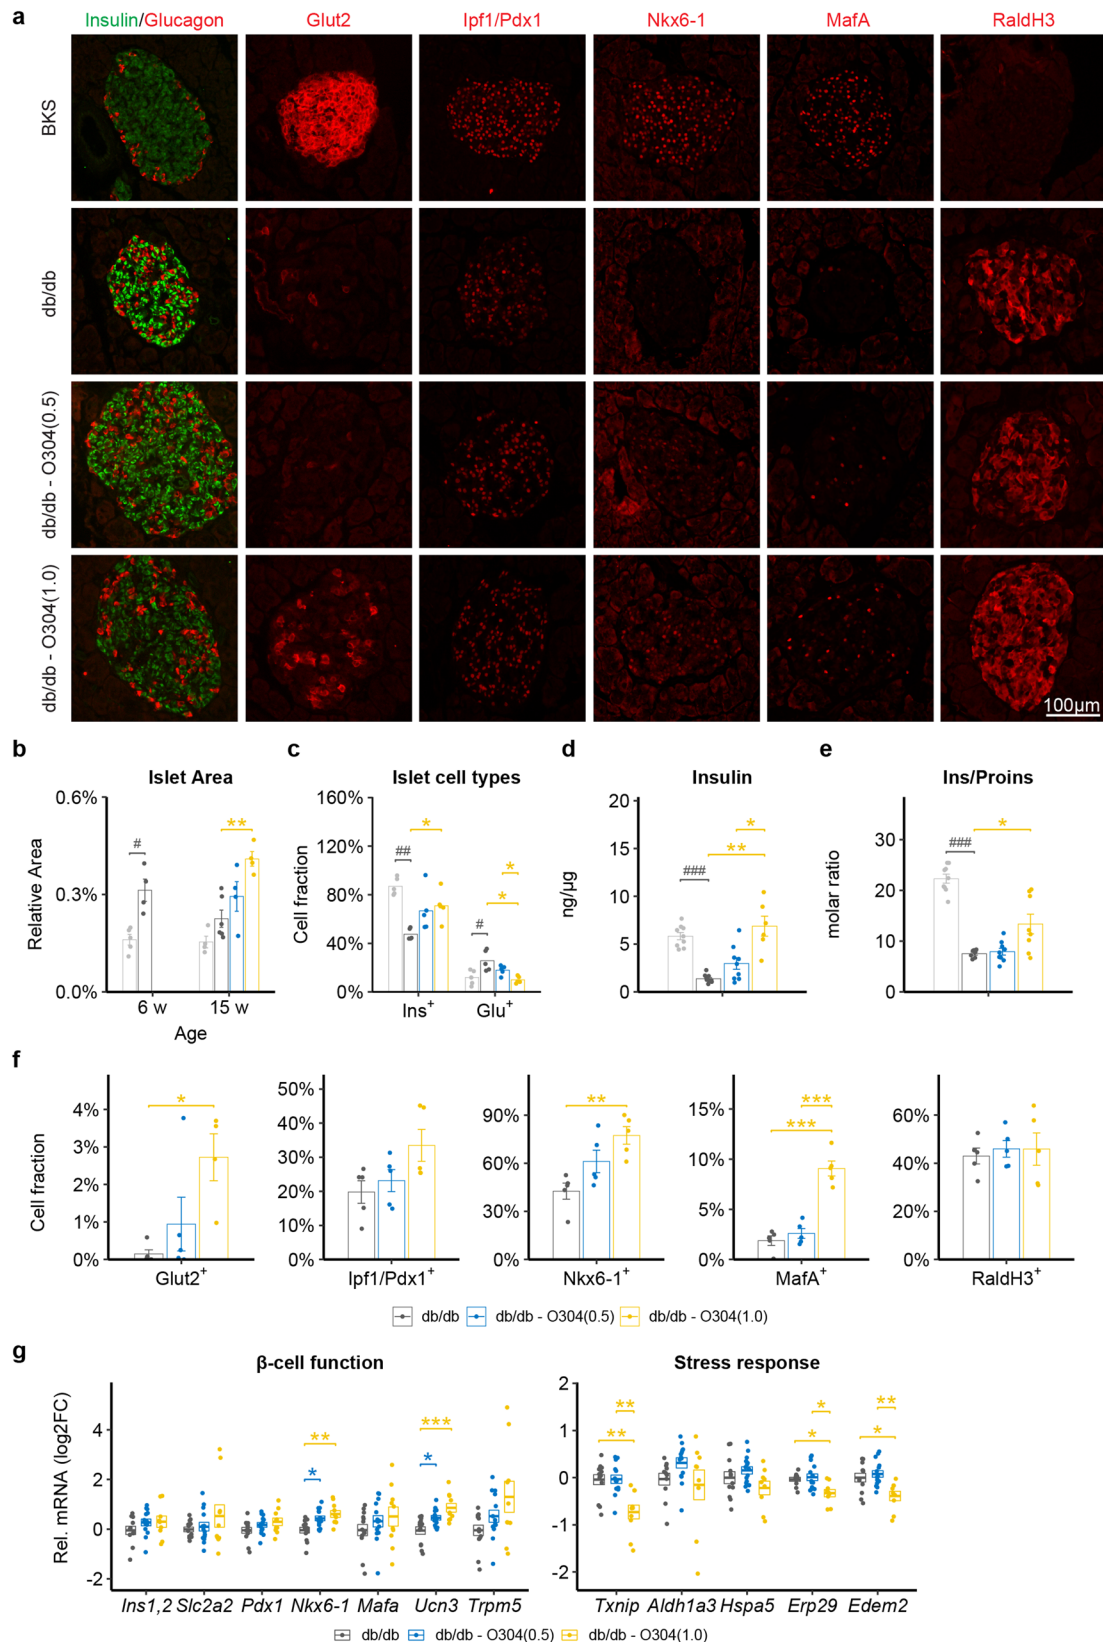 a
Insulin/Glucagon Glut2 Ipf1/Pdx1 Nkx6-1 MafA RaldH3
BKS
db/db
db/db - O304(0.5)
db/db - O304(1.0)
100µm
b c d e
Islet Area Islet cell types Insulin Ins/Proins
Relative Area
0.6%
0.3%
0.0%
# **
6 w 15 w
Age
Cell fraction
160%
120%
80%
40%
0%
## * # * *
Ins+ Glu+
ng/µg
20
15
10
5
0
### ** *
molar ratio
30
20
10
0
### *
f
Cell fraction
4%
3%
2%
1%
0%
*
Glut2+
50%
40%
30%
20%
10%
0%
Ipf1/Pdx1+
90%
60%
30%
0%
**
Nkx6-1+
15%
10%
5%
0%
***
***
MafA+
60%
40%
20%
0%
RaldH3+
db/db db/db - O304(0.5) db/db - O304(1.0)
g
β-cell function Stress response
Rel. mRNA (log2FC)
4
2
0
-2
** * *** *
Ins1,2 Slc2a2 Pdx1 Nkx6-1 Mafa Ucn3 Trpm5
2
1
0
-1
-2
** ** * * ** *
Txnip Aldh1a3 Hspa5 Erp29 Edem2
db/db db/db - O304(0.5) db/db - O304(1.0)